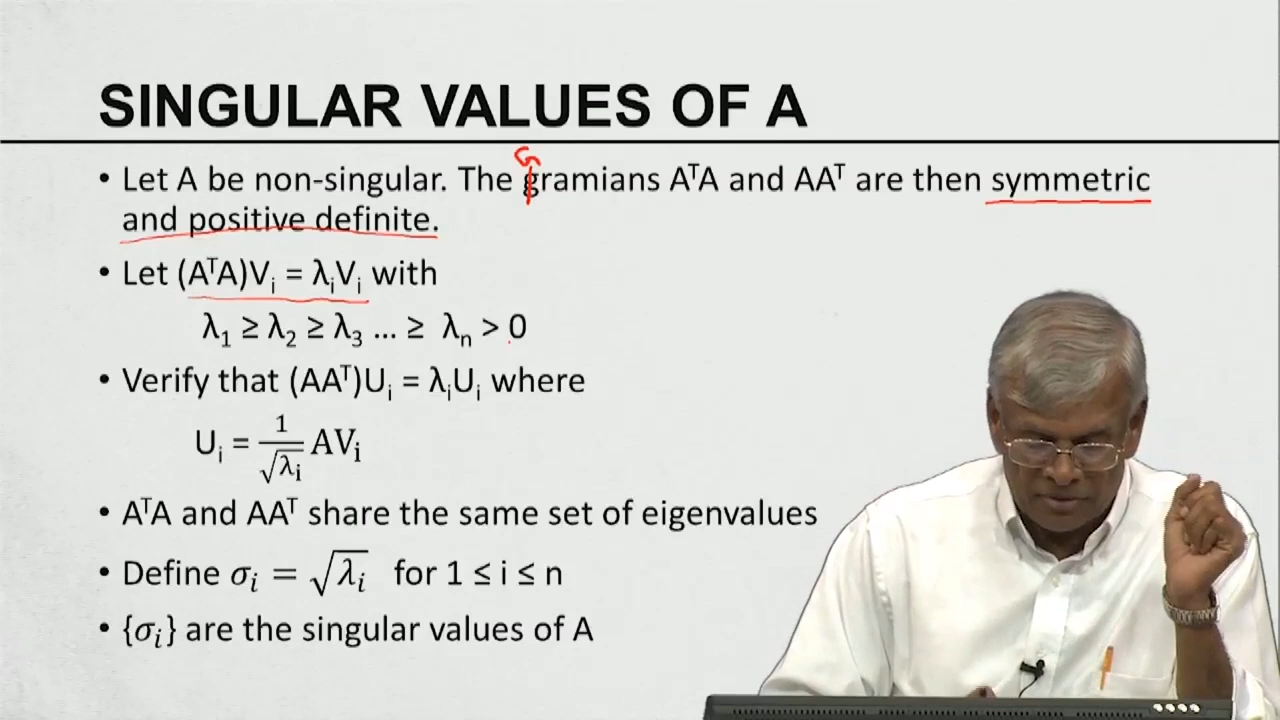 SINGULAR VALUES OF A
• Let A be non-singular. The gramians AᵀA and AAᵀ are then symmetric
and positive definite.
• Let (AᵀA)Vᵢ = λᵢVᵢ with
λ₁ ≥ λ₂ ≥ λ₃ ... ≥ λₙ > 0
• Verify that (AAᵀ)Uᵢ = λᵢUᵢ where
Uᵢ = 1/√λᵢ AVᵢ
• AᵀA and AAᵀ share the same set of eigenvalues
• Define σᵢ = √λᵢ for 1 ≤ i ≤ n
• {σᵢ} are the singular values of A